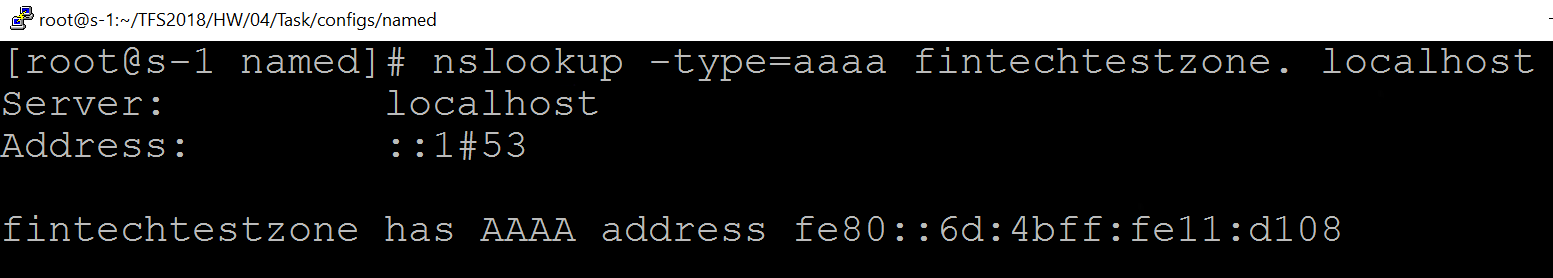 root@s-1:~/TFS2018/HW/04/Task/configs/named
[root@s-1 named]# nslookup -type=aaaa fintechtestzone. localhost
Server: localhost
Address: ::1#53
fintechtestzone has AAAA address fe80::6d:4bff:fe11:d108